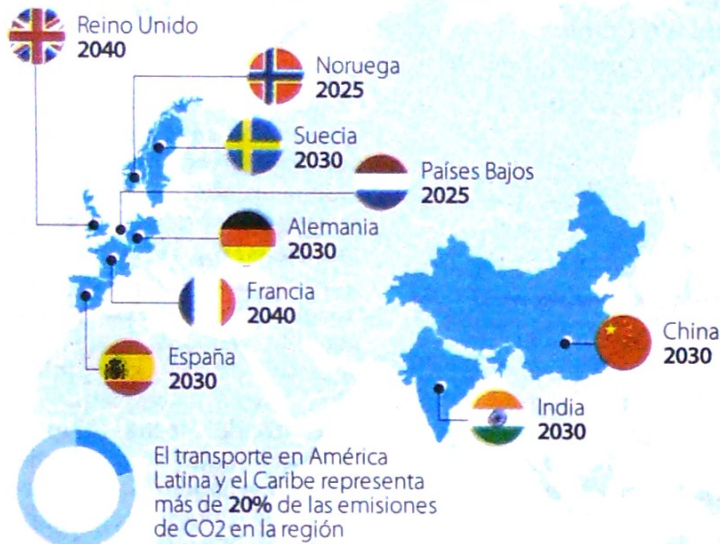 Reino Unido
2040
Noruega
2025
Suecia
2030
Países Bajos
2025
Alemania
2030
Francia
2040
España
2030
China
2030
India
2030
El transporte en América
Latina y el Caribe representa
más de 20% de las emisiones
de CO2 en la región